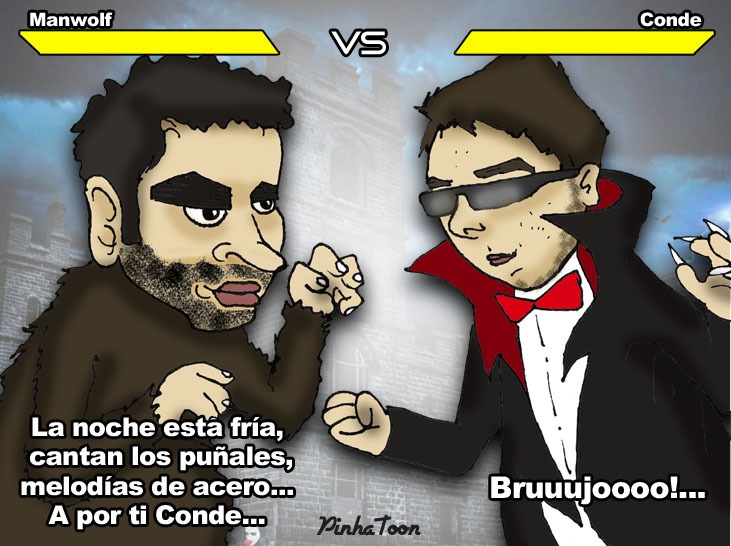 Manwolf
VS
Conde
La noche esta fría,
cantan los puñales,
melodías de acero...
A por ti Conde...
Bruuujoooo!...
PinhaToon